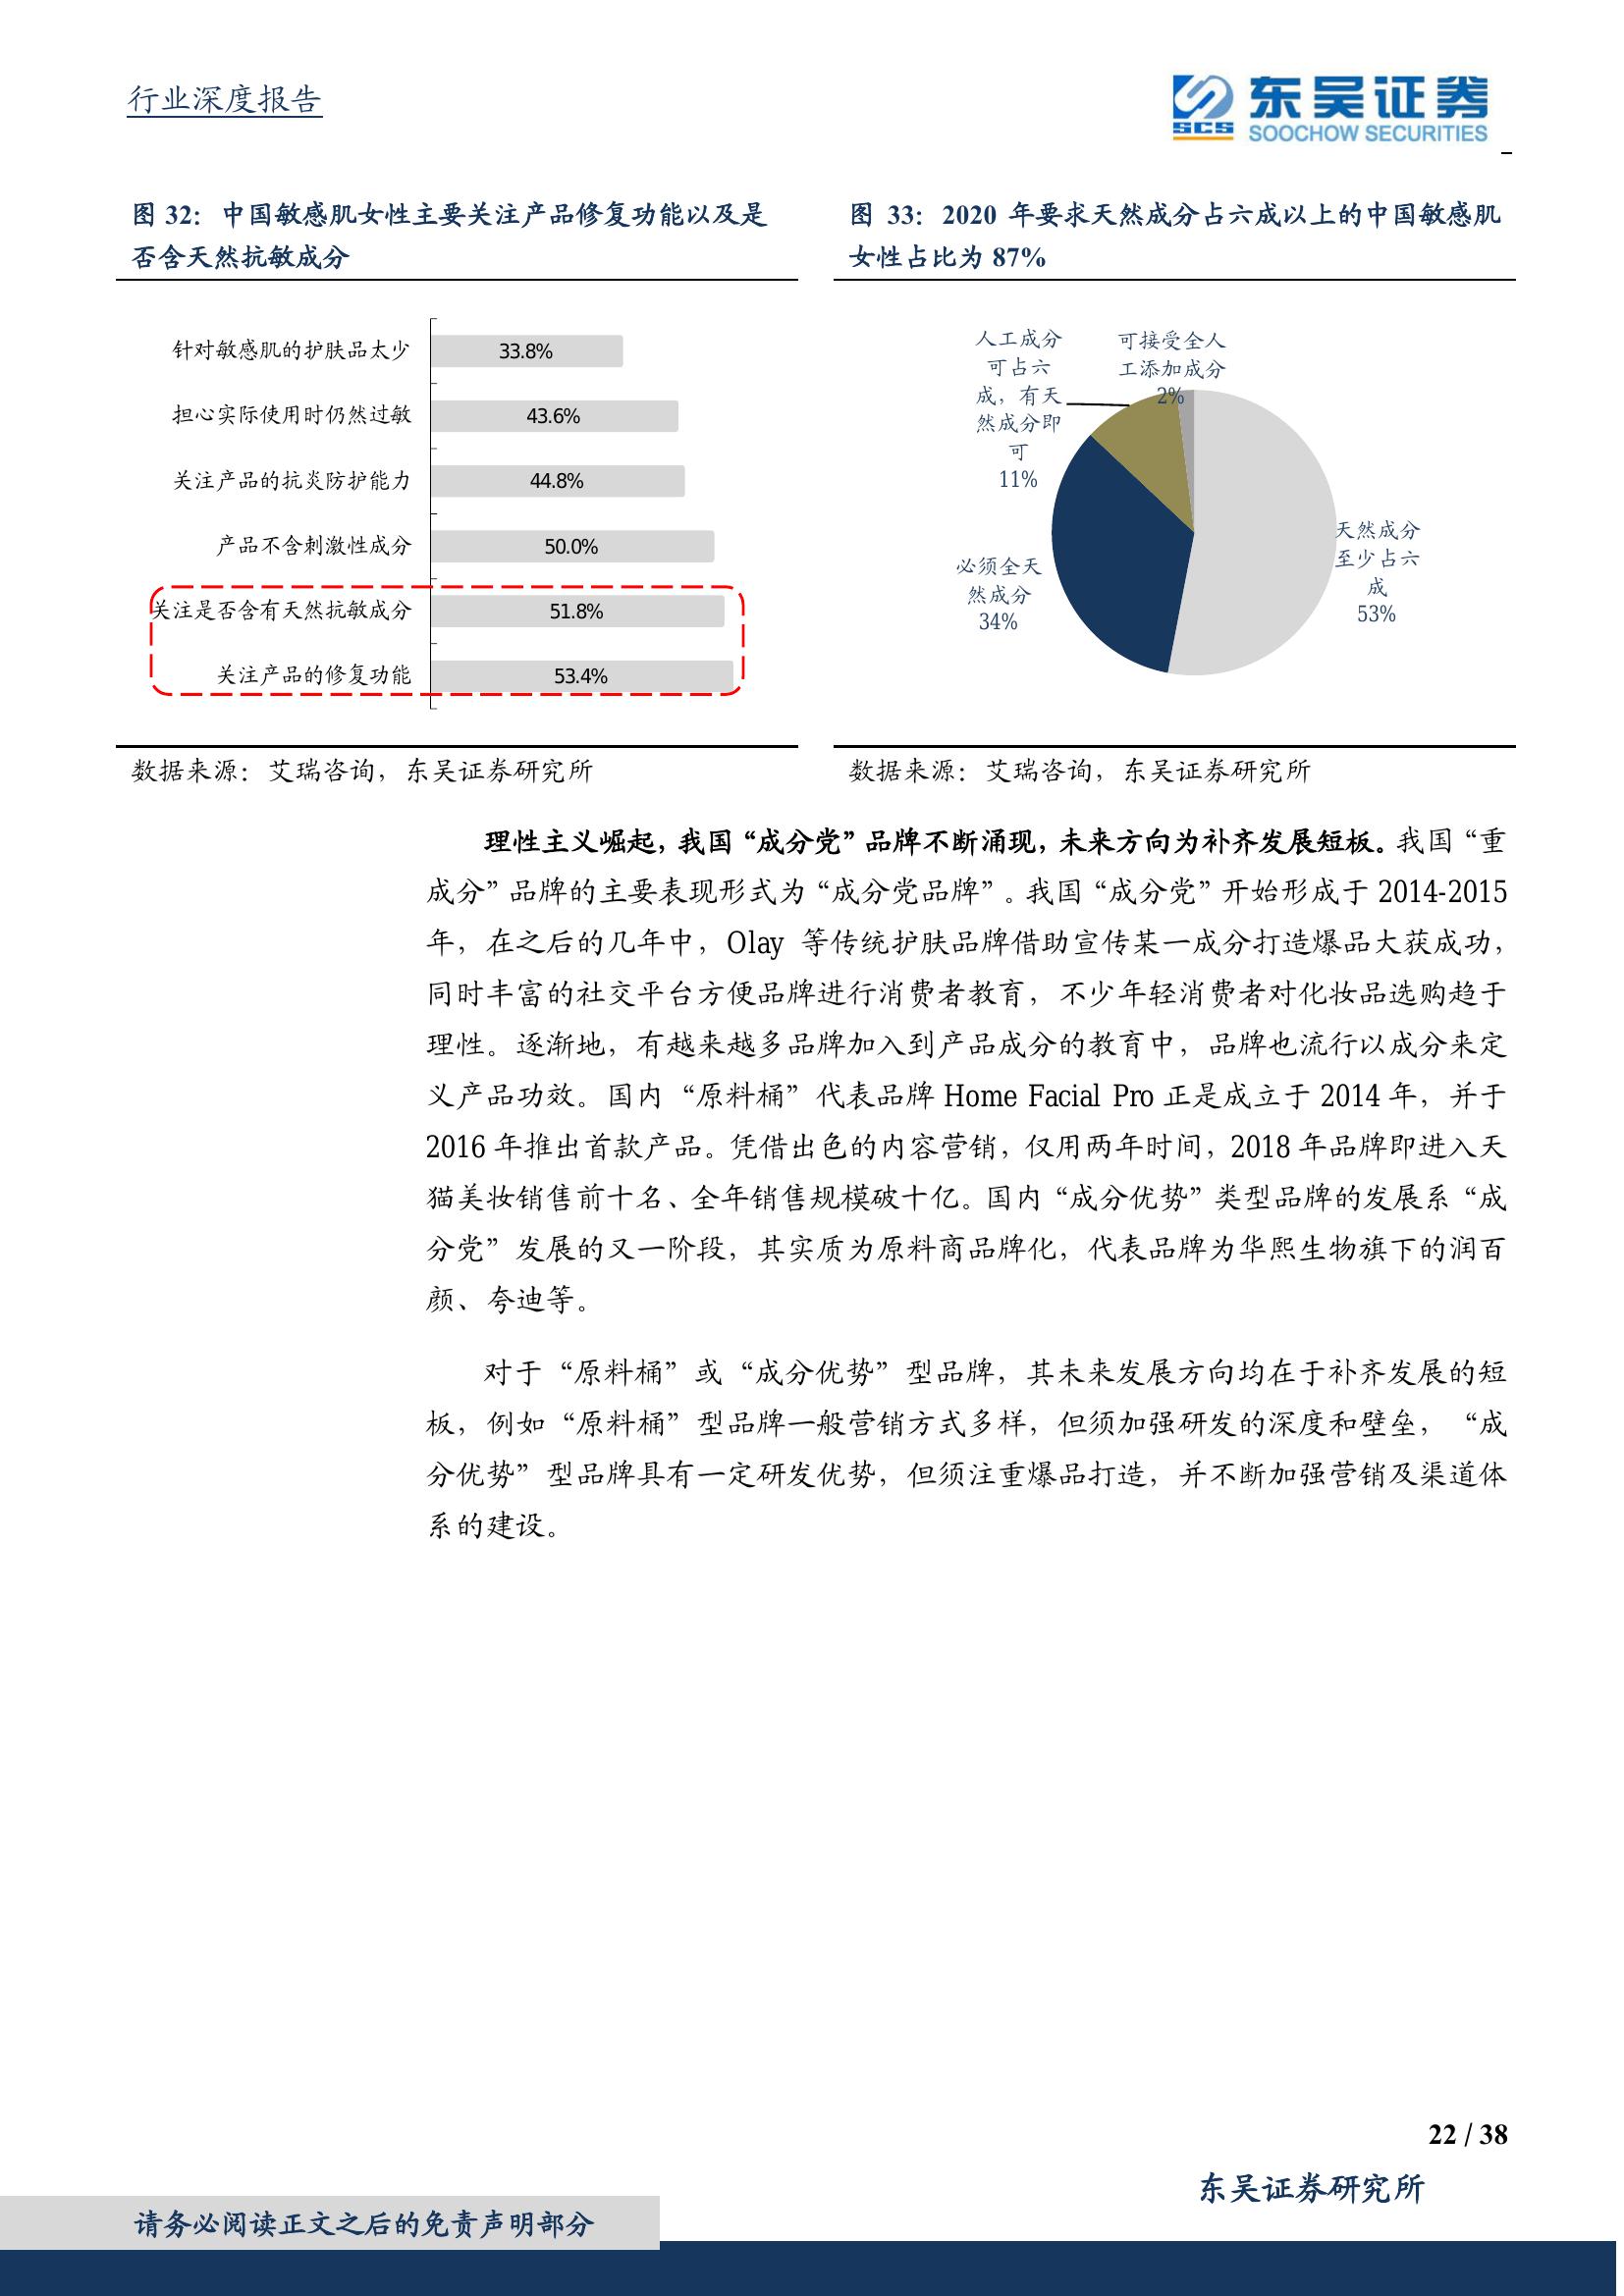 行业深度报告
SCS
东吴证券
SOOCHOW SECURITIES
图 32：中国敏感肌女性主要关注产品修复功能以及是
否含天然抗敏成分
针对敏感肌的护肤品太少 33.8%
担心实际使用时仍然过敏 43.6%
关注产品的抗炎防护能力 44.8%
产品不含刺激性成分 50.0%
关注是否含有天然抗敏成分 51.8%
关注产品的修复功能 53.4%
数据来源：艾瑞咨询，东吴证券研究所
图 33：2020 年要求天然成分占六成以上的中国敏感肌
女性占比为 87%
人工成分
可占六
成，有天
然成分即
可
11%
可接受全人
工添加成分
2%
天然成分
至少占六
成
53%
必须全天
然成分
34%
数据来源：艾瑞咨询，东吴证券研究所
理性主义崛起，我国“成分党”品牌不断涌现，未来方向为补齐发展短板。我国“重
成分”品牌的主要表现形式为“成分党品牌”。我国“成分党”开始形成于 2014-2015
年，在之后的几年中，Olay 等传统护肤品牌借助宣传某一成分打造爆品大获成功，
同时丰富的社交平台方便品牌进行消费者教育，不少年轻消费者对化妆品选购趋于
理性。逐渐地，有越来越多品牌加入到产品成分的教育中，品牌也流行以成分来定
义产品功效。国内“原料桶”代表品牌 Home Facial Pro 正是成立于 2014 年，并于
2016 年推出首款产品。凭借出色的内容营销，仅用两年时间，2018 年品牌即进入天
猫美妆销售前十名、全年销售规模破十亿。国内“成分优势”类型品牌的发展系“成
分党”发展的又一阶段，其实质为原料商品牌化，代表品牌为华熙生物旗下的润百
颜、夸迪等。
对于“原料桶”或“成分优势”型品牌，其未来发展方向均在于补齐发展的短
板，例如“原料桶”型品牌一般营销方式多样，但须加强研发的深度和壁垒，“成
分优势”型品牌具有一定研发优势，但须注重爆品打造，并不断加强营销及渠道体
系的建设。
22 / 38
东吴证券研究所
请务必阅读正文之后的免责声明部分